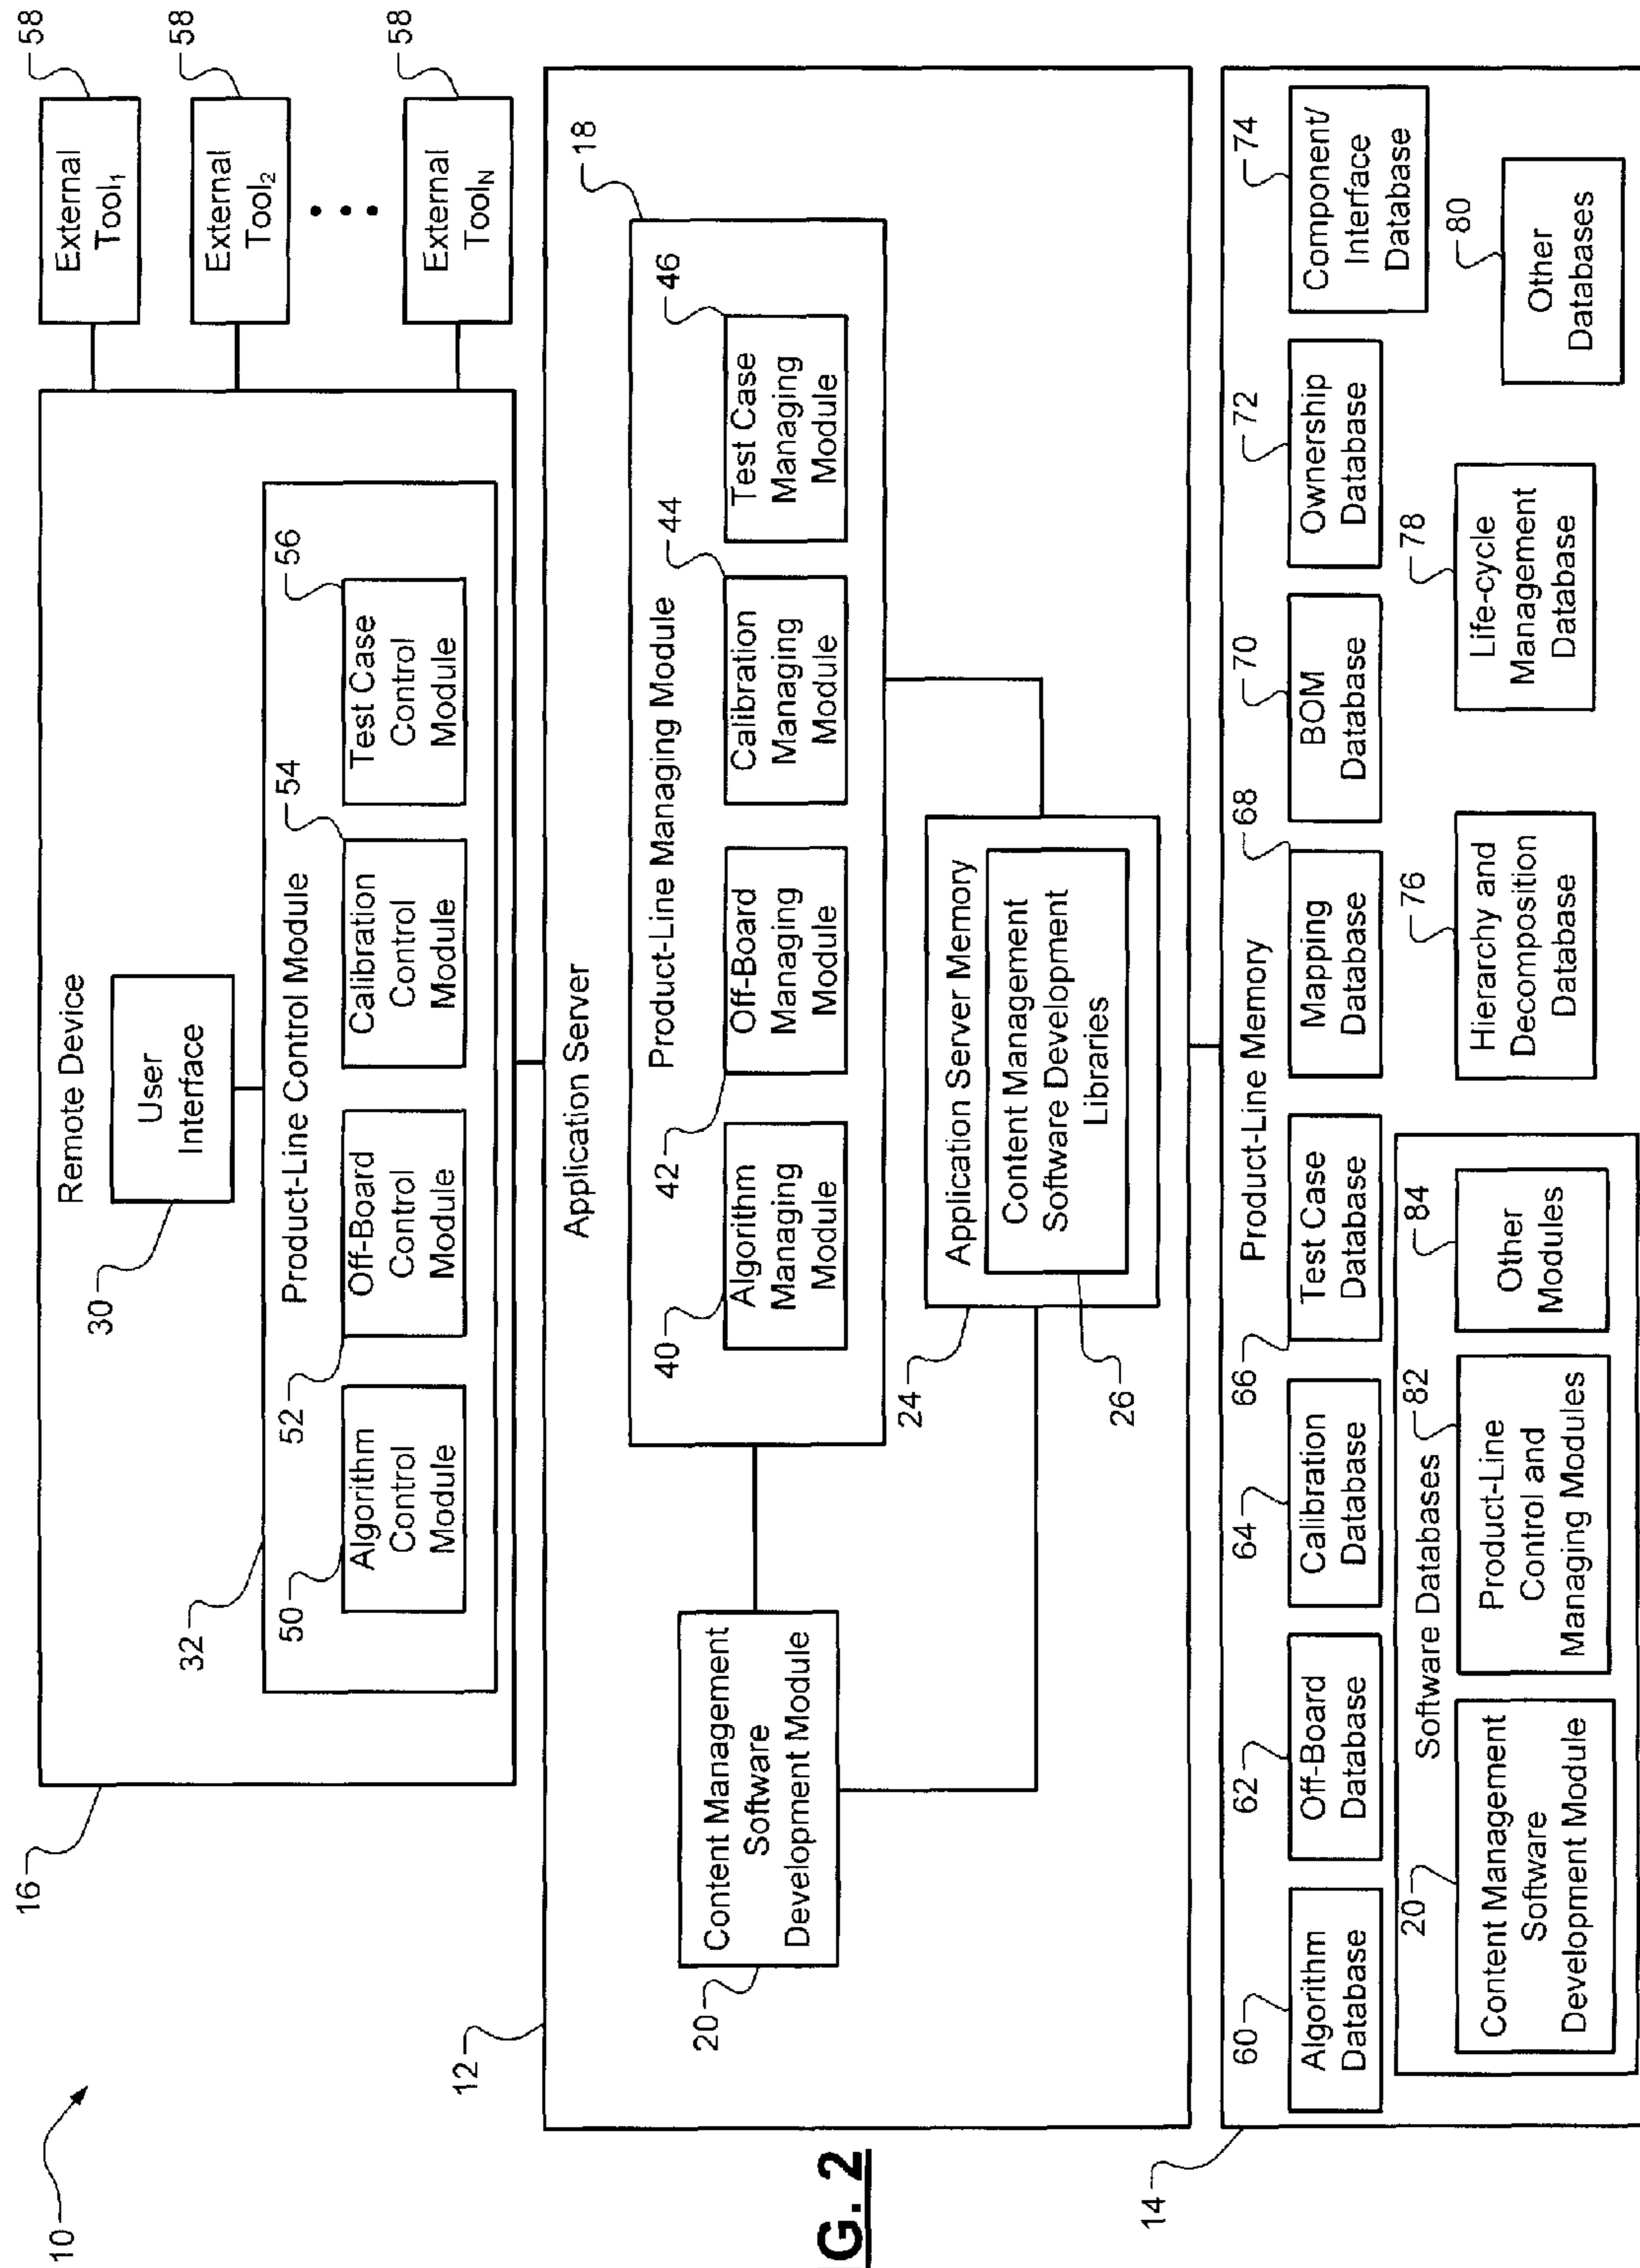 10
16
Remote Device
30
User
Interface
32
Product-Line Control Module
50
Algorithm
Control
Module
52
Off-Board
Control
Module
54
Calibration
Control
Module
56
Test Case
Control
Module
58
External
Tool1
58
External
Tool2
58
External
ToolN
12
Application Server
20
Content Management
Software
Development Module
18
Product-Line Managing Module
40
Algorithm
Managing
Module
42
Off-Board
Managing
Module
44
Calibration
Managing
Module
46
Test Case
Managing
Module
24
Application Server Memory
26
Content Management
Software Development
Libraries
14
Product-Line Memory
60
Algorithm
Database
62
Off-Board
Database
64
Calibration
Database
66
Test Case
Database
68
Mapping
Database
70
BOM
Database
72
Ownership
Database
74
Component/
Interface
Database
Software Databases
20
Content Management
Software
Development Module
82
Product-Line
Control and
Managing Modules
84
Other
Modules
76
Hierarchy and
Decomposition
Database
78
Life-cycle
Management
Database
80
Other
Databases
G. 2